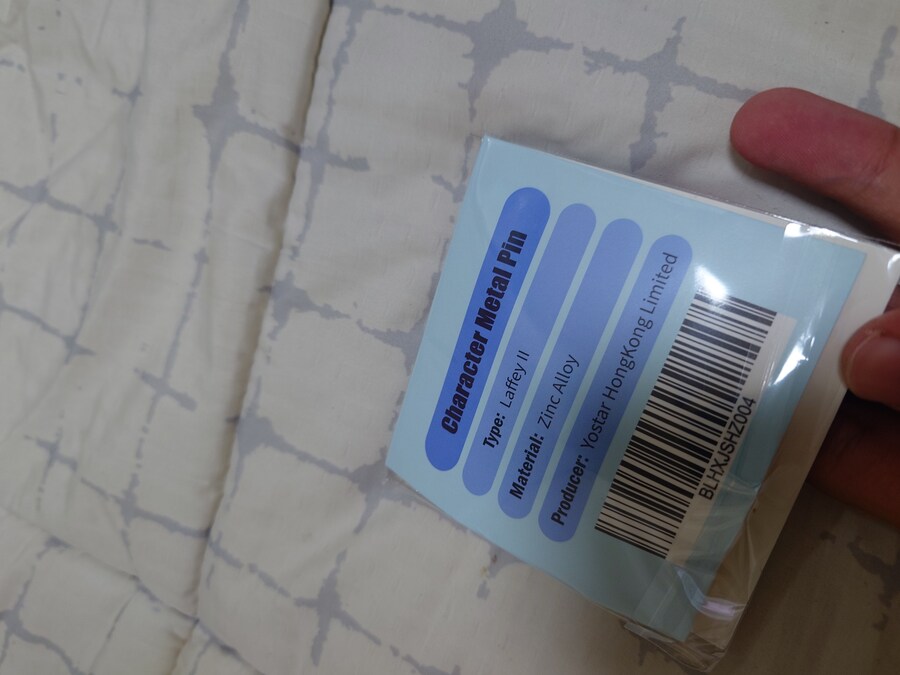 Character Metal Pin
Type: Laffey II
Material: Zinc Alloy
Producer: Yostar HongKong Limited
BLHXJSHZ004